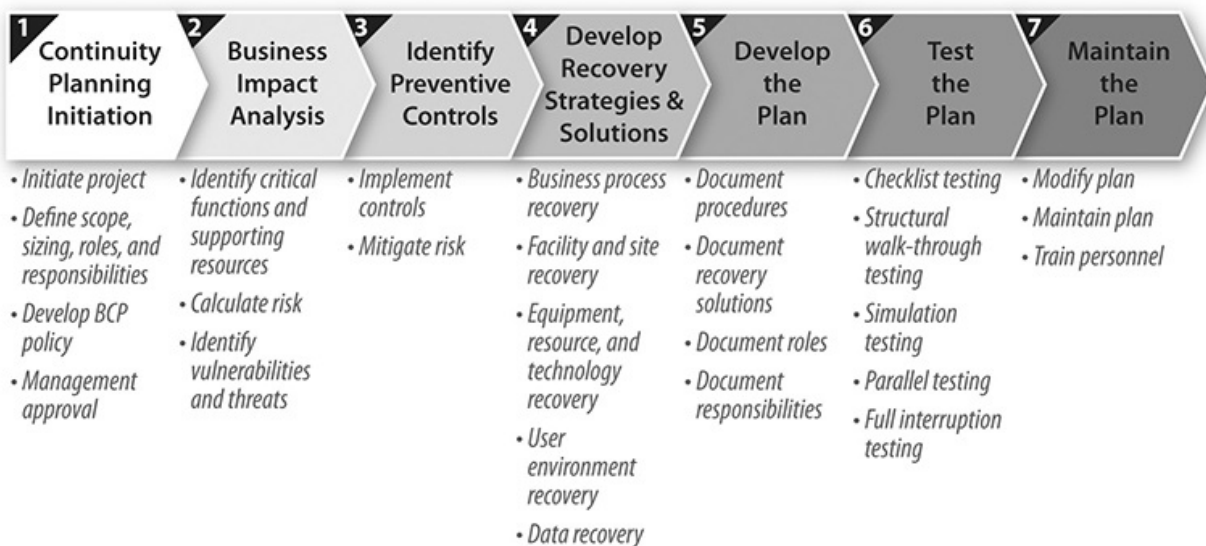 1
Continuity
Planning
Initiation
2
Business
Impact
Analysis
3
Identify
Preventive
Controls
4
Develop
Recovery
Strategies &
Solutions
5
Develop
the
Plan
6
Test
the
Plan
7
Maintain
the
Plan
• Initiate project
• Define scope,
sizing, roles, and
responsibilities
• Develop BCP
policy
• Management
approval
• Identify critical
functions and
supporting
resources
• Calculate risk
• Identify
vulnerabilities
and threats
• Implement
controls
• Mitigate risk
• Business process
recovery
• Facility and site
recovery
• Equipment,
resource, and
technology
recovery
• User
environment
recovery
• Data recovery
• Document
procedures
• Document
recovery
solutions
• Document roles
• Document
responsibilities
• Checklist testing
• Structural
walk-through
testing
• Simulation
testing
• Parallel testing
• Full interruption
testing
• Modify plan
• Maintain plan
• Train personnel